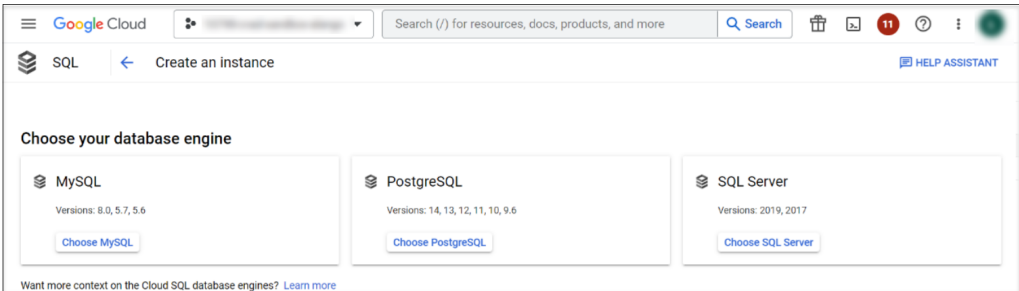 Google Cloud
Search (/) for resources, docs, products, and more
Search
11
SQL
Create an instance
HELP ASSISTANT
Choose your database engine
MySQL
Versions: 8.0, 5.7, 5.6
Choose MySQL
PostgreSQL
Versions: 14, 13, 12, 11, 10, 9.6
Choose PostgreSQL
SQL Server
Versions: 2019, 2017
Choose SQL Server
Want more context on the Cloud SQL database engines? Learn more